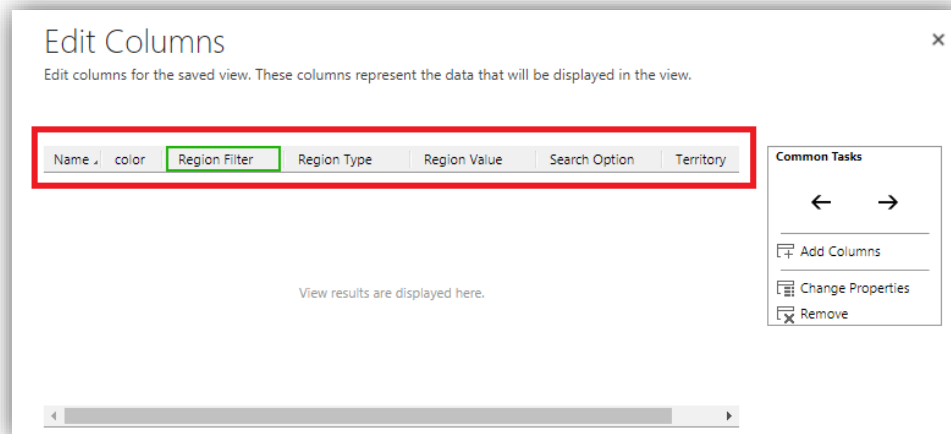 Edit Columns
Edit columns for the saved view. These columns represent the data that will be displayed in the view.
Name color Region Filter Region Type Region Value Search Option Territory
Common Tasks
Add Columns
View results are displayed here.
Change Properties
Remove